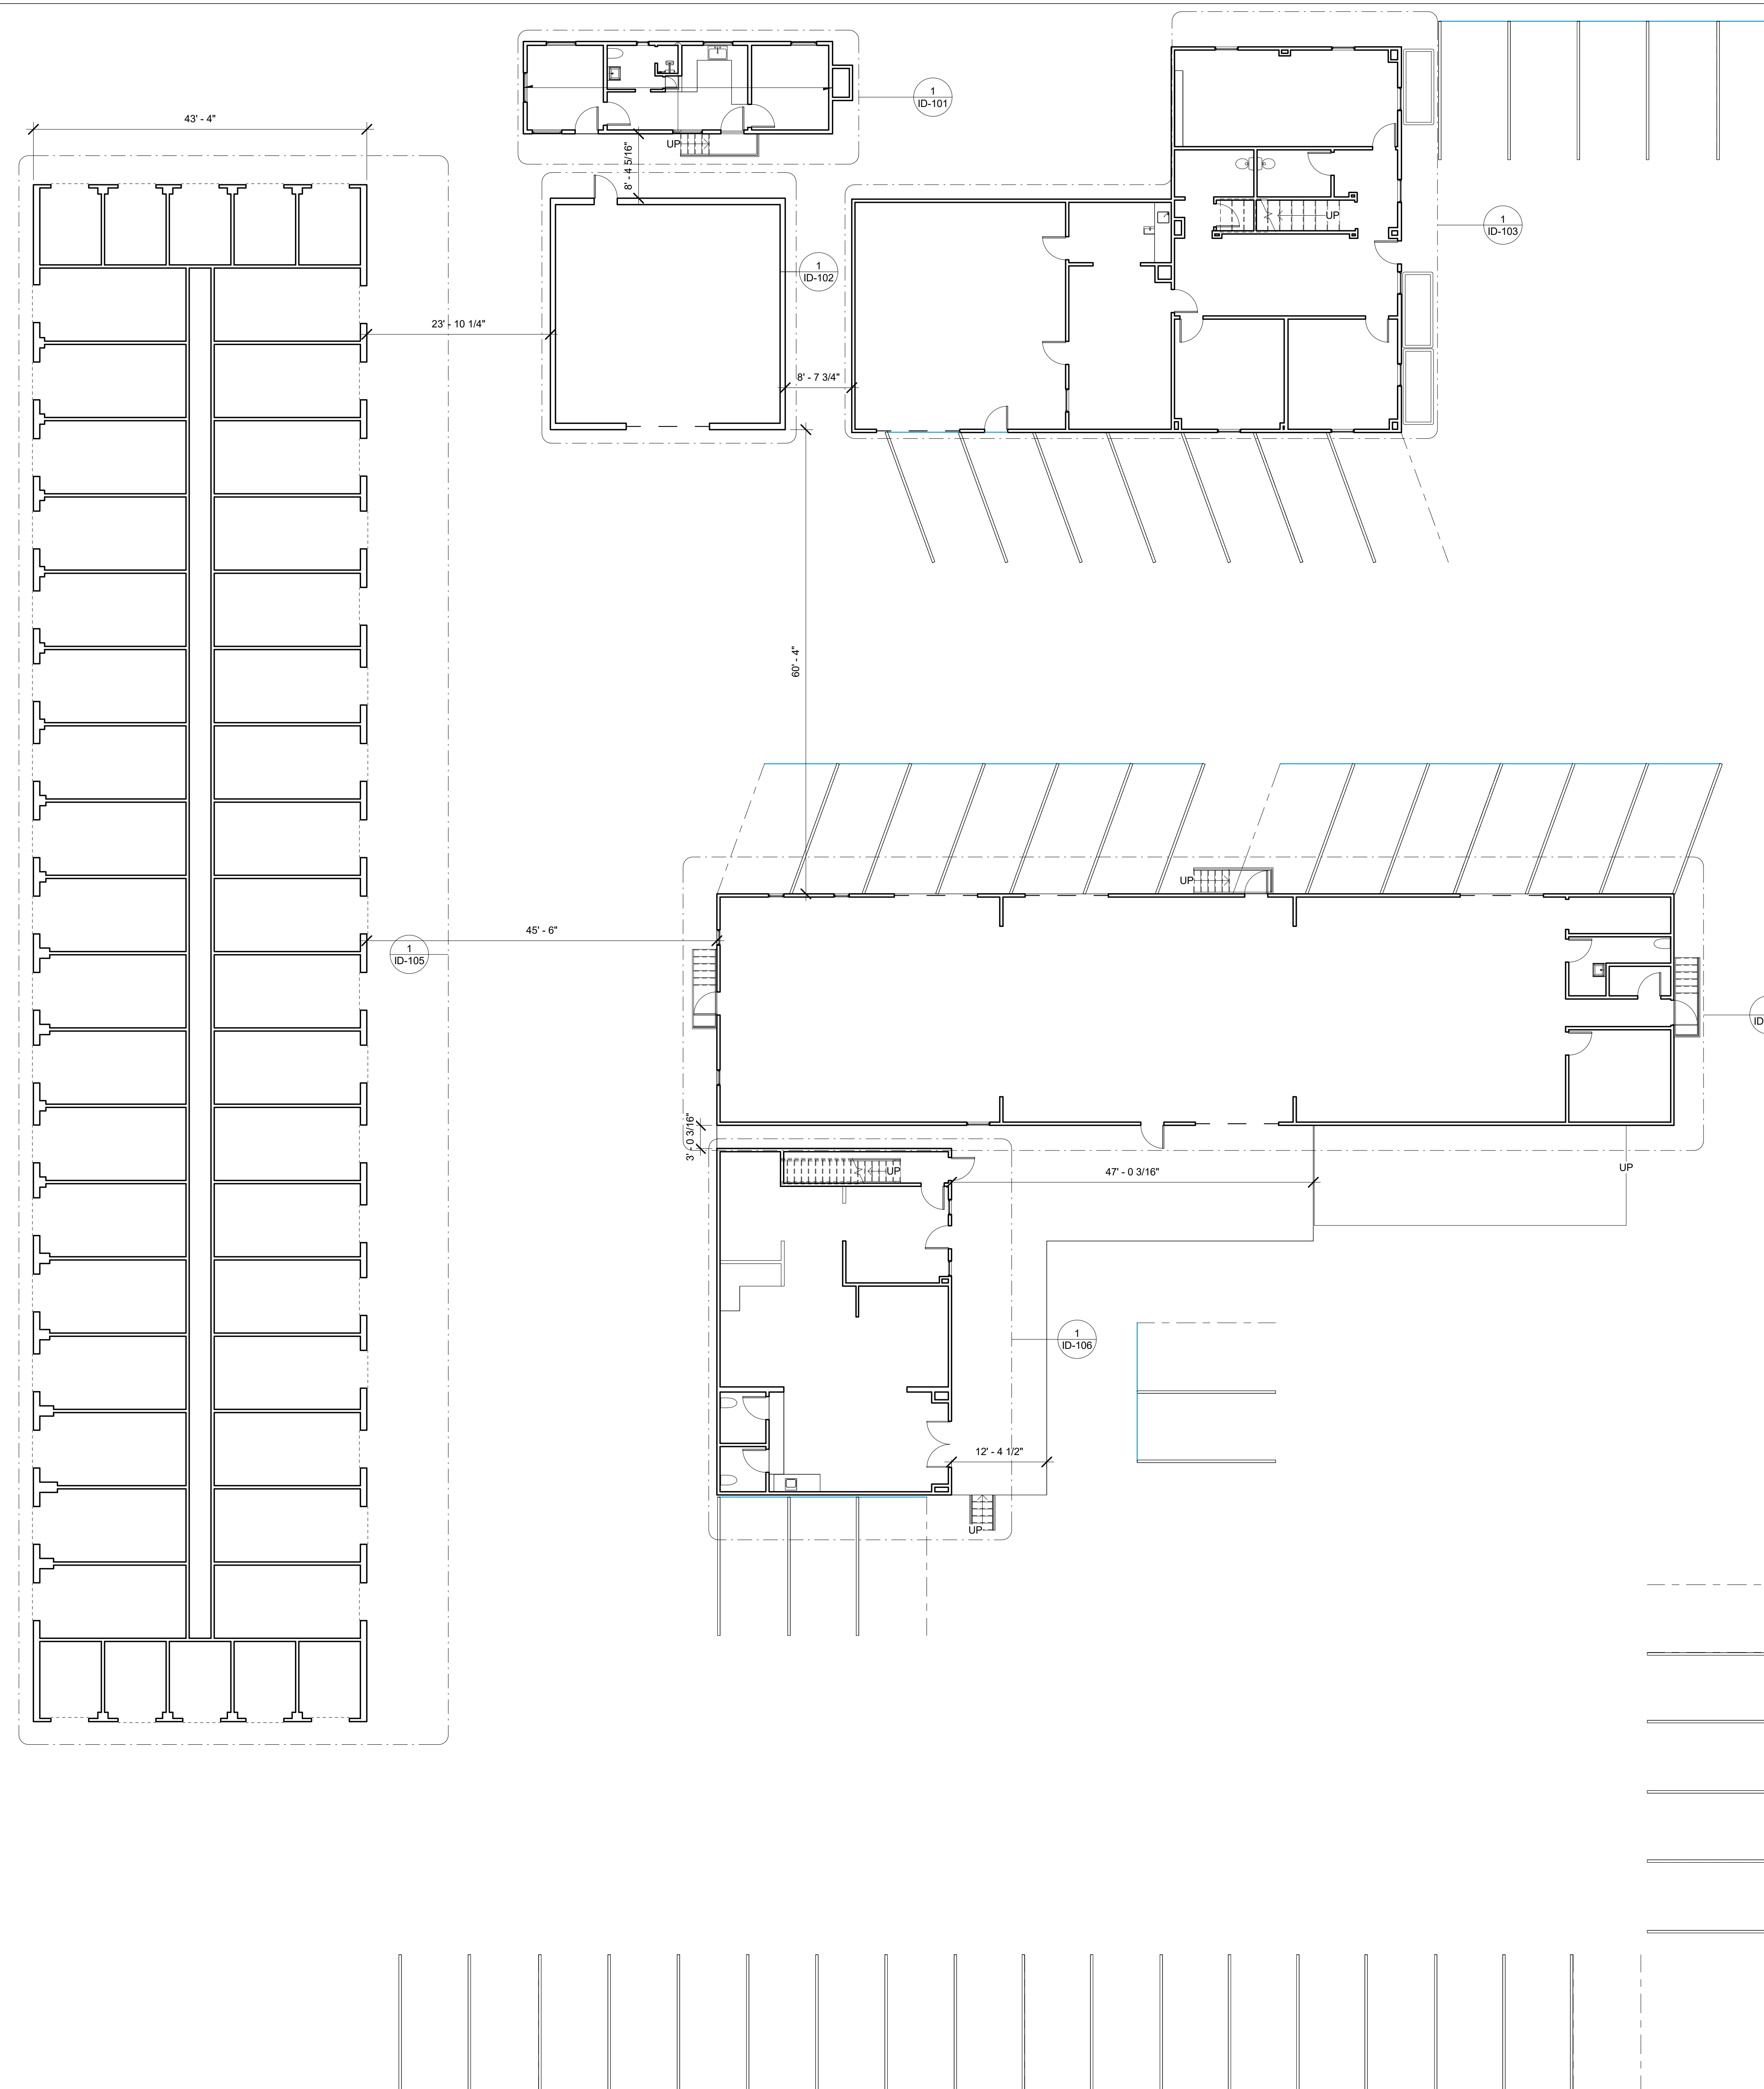 1
ID-101
43' - 4"
UP
8' - 4 5/16"
1
ID-103
UP
1
ID-102
23' - 10 1/4"
8' - 7 3/4"
60' - 4"
UP
45' - 6"
1
ID-105
ID
3' - 0 3/16"
UP
47' - 0 3/16"
UP
1
ID-106
12' - 4 1/2"
UP